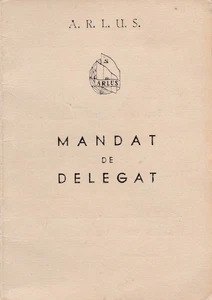 A. R. L. U. S.
ARLUS
MANDAT
DE
DELEGAT